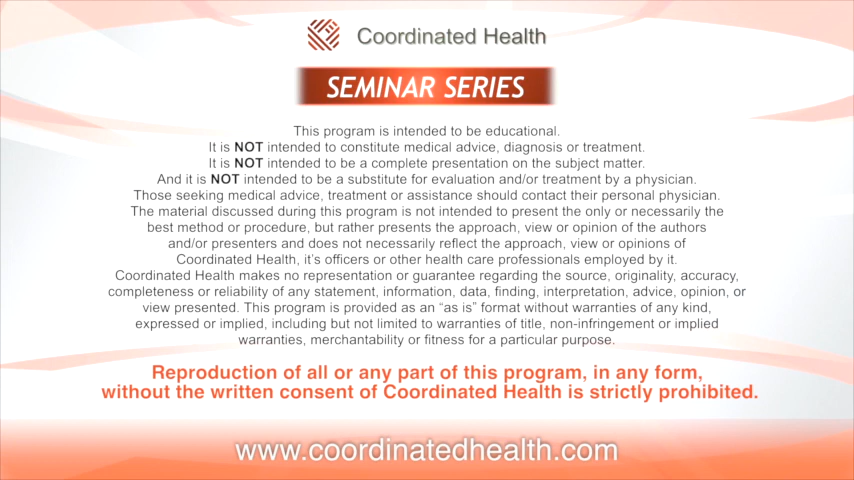 Coordinated Health
SEMINAR SERIES
This program is intended to be educational.
It is NOT intended to constitute medical advice, diagnosis or treatment.
It is NOT intended to be a complete presentation on the subject matter.
And it is NOT intended to be a substitute for evaluation and/or treatment by a physician.
Those seeking medical advice, treatment or assistance should contact their personal physician.
The material discussed during this program is not intended to present the only or necessarily the
best method or procedure, but rather presents the approach, view or opinion of the authors
and/or presenters and does not necessarily reflect the approach, view or opinions of
Coordinated Health, it's officers or other health care professionals employed by it.
Coordinated Health makes no representation or guarantee regarding the source, originality, accuracy,
completeness or reliability of any statement, information, data, finding, interpretation, advice, opinion, or
view presented. This program is provided as an “as is” format without warranties of any kind,
expressed or implied, including but not limited to warranties of title, non-infringement or implied
warranties, merchantability or fitness for a particular purpose.
Reproduction of all or any part of this program, in any form,
without the written consent of Coordinated Health is strictly prohibited.
www.coordinatedhealth.com